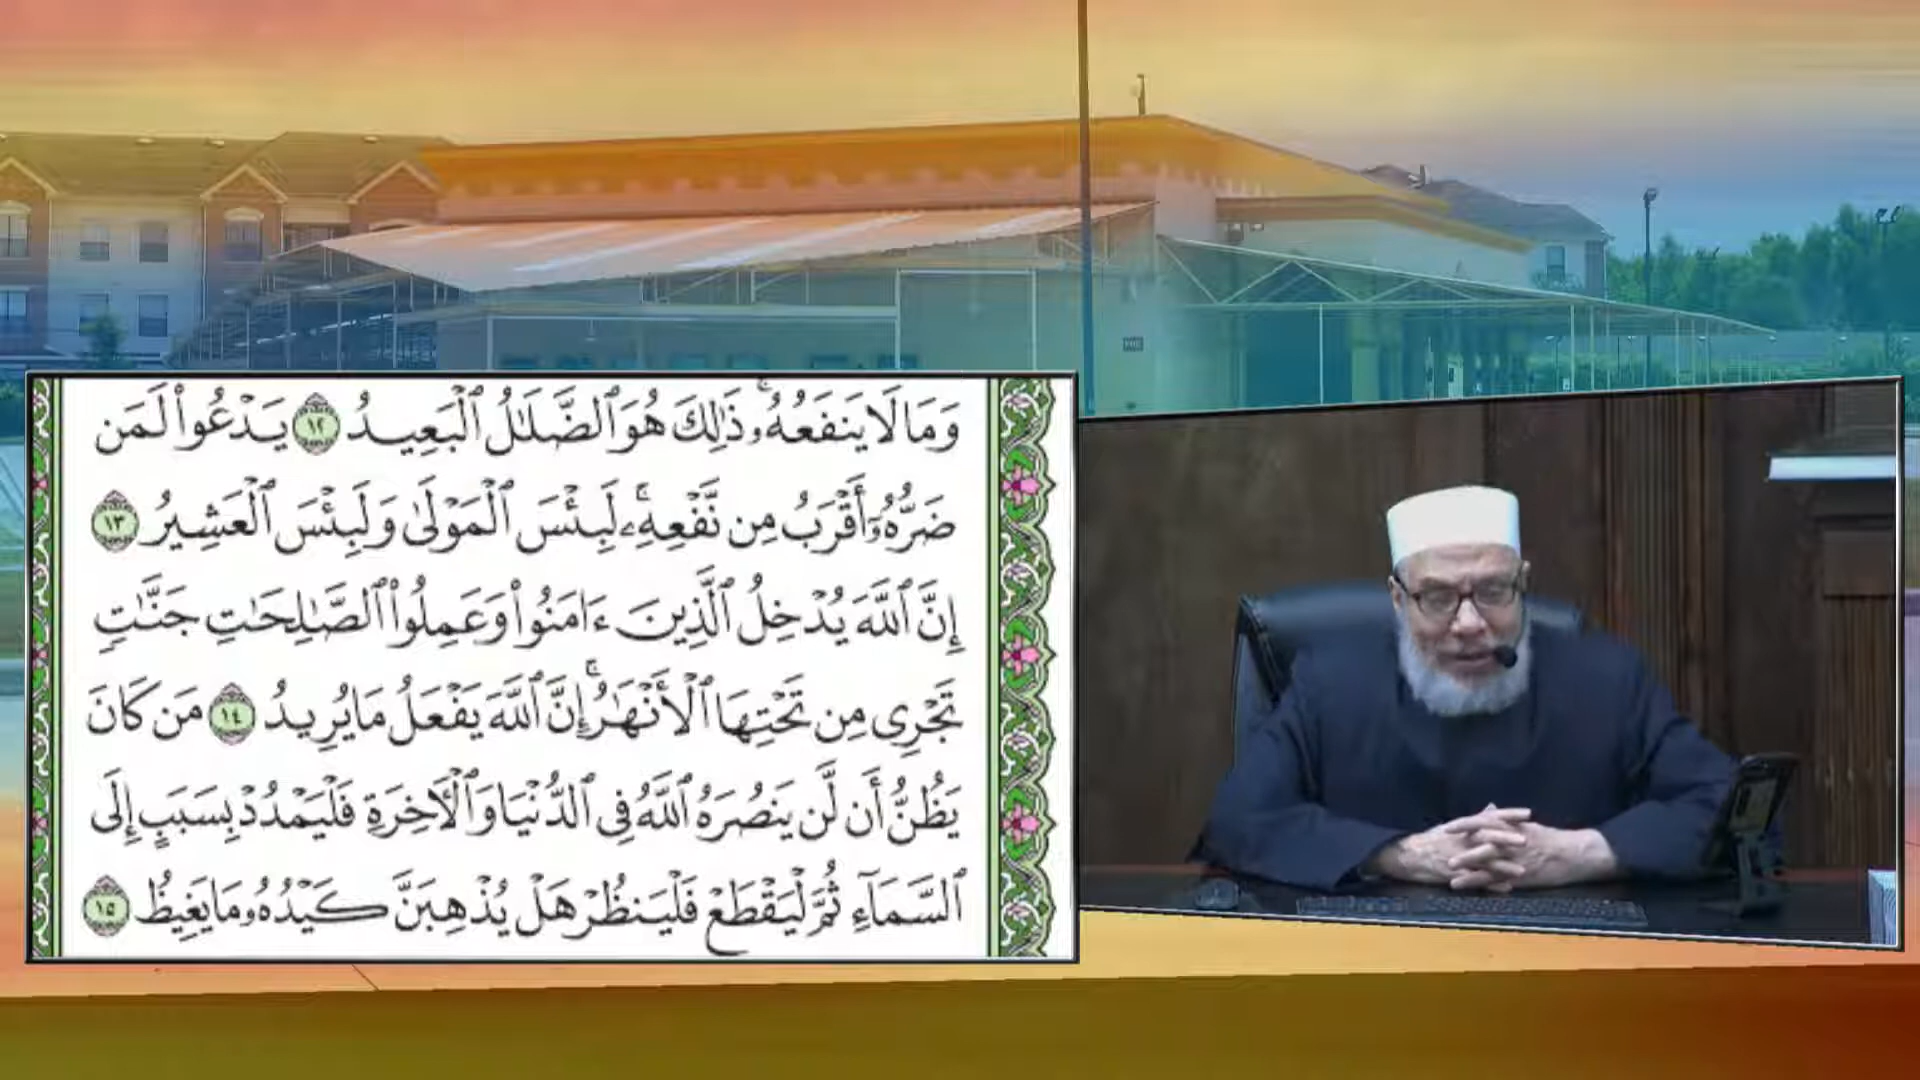 وَمَا لَا يَنفَعُهُۥ ۚ ذَٰلِكَ هُوَ ٱلضَّلَٰلُ ٱلْبَعِيدُ ١٢ يَدْعُوا۟ لَمَن
ضَرُّهُۥٓ أَقْرَبُ مِن نَّفْعِهِۦ ۚ لَبِئْسَ ٱلْمَوْلَىٰ وَلَبِئْسَ ٱلْعَشِيرُ ١٣
إِنَّ ٱللَّهَ يُدْخِلُ ٱلَّذِينَ ءَامَنُوا۟ وَعَمِلُوا۟ ٱلصَّٰلِحَٰتِ جَنَّٰتٍ
تَجْرِى مِن تَحْتِهَا ٱلْأَنْهَٰرُ ۚ إِنَّ ٱللَّهَ يَفْعَلُ مَا يُرِيدُ ١٤ مَن كَانَ
يَظُنُّ أَن لَّن يَنصُرَهُ ٱللَّهُ فِى ٱلدُّنْيَا وَٱلْءَاخِرَةِ فَلْيَمْدُدْ بِسَبَبٍ إِلَى
ٱلسَّمَآءِ ثُمَّ لْيَقْطَعْ فَلْيَنظُرْ هَلْ يُذْهِبَنَّ كَيْدُهُۥ مَا يَغِيظُ ١٥